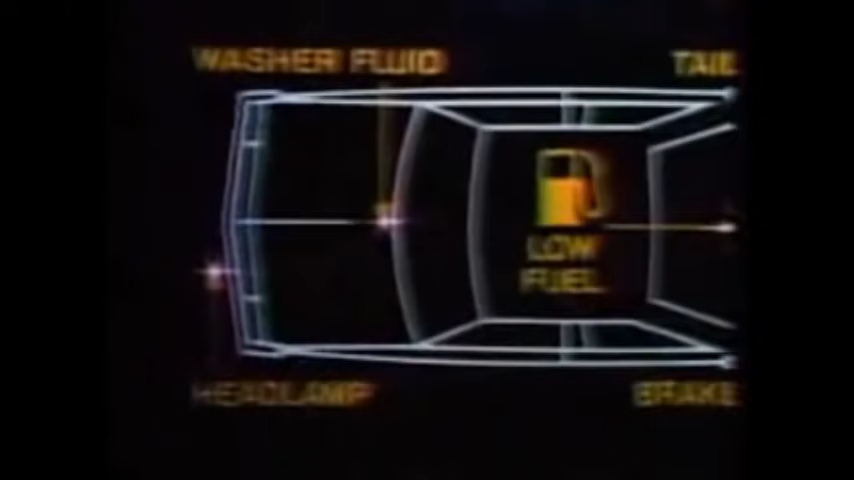 WASHER FLUID
TAIL
LOW
FUEL
HEADLAMP
BRAKE